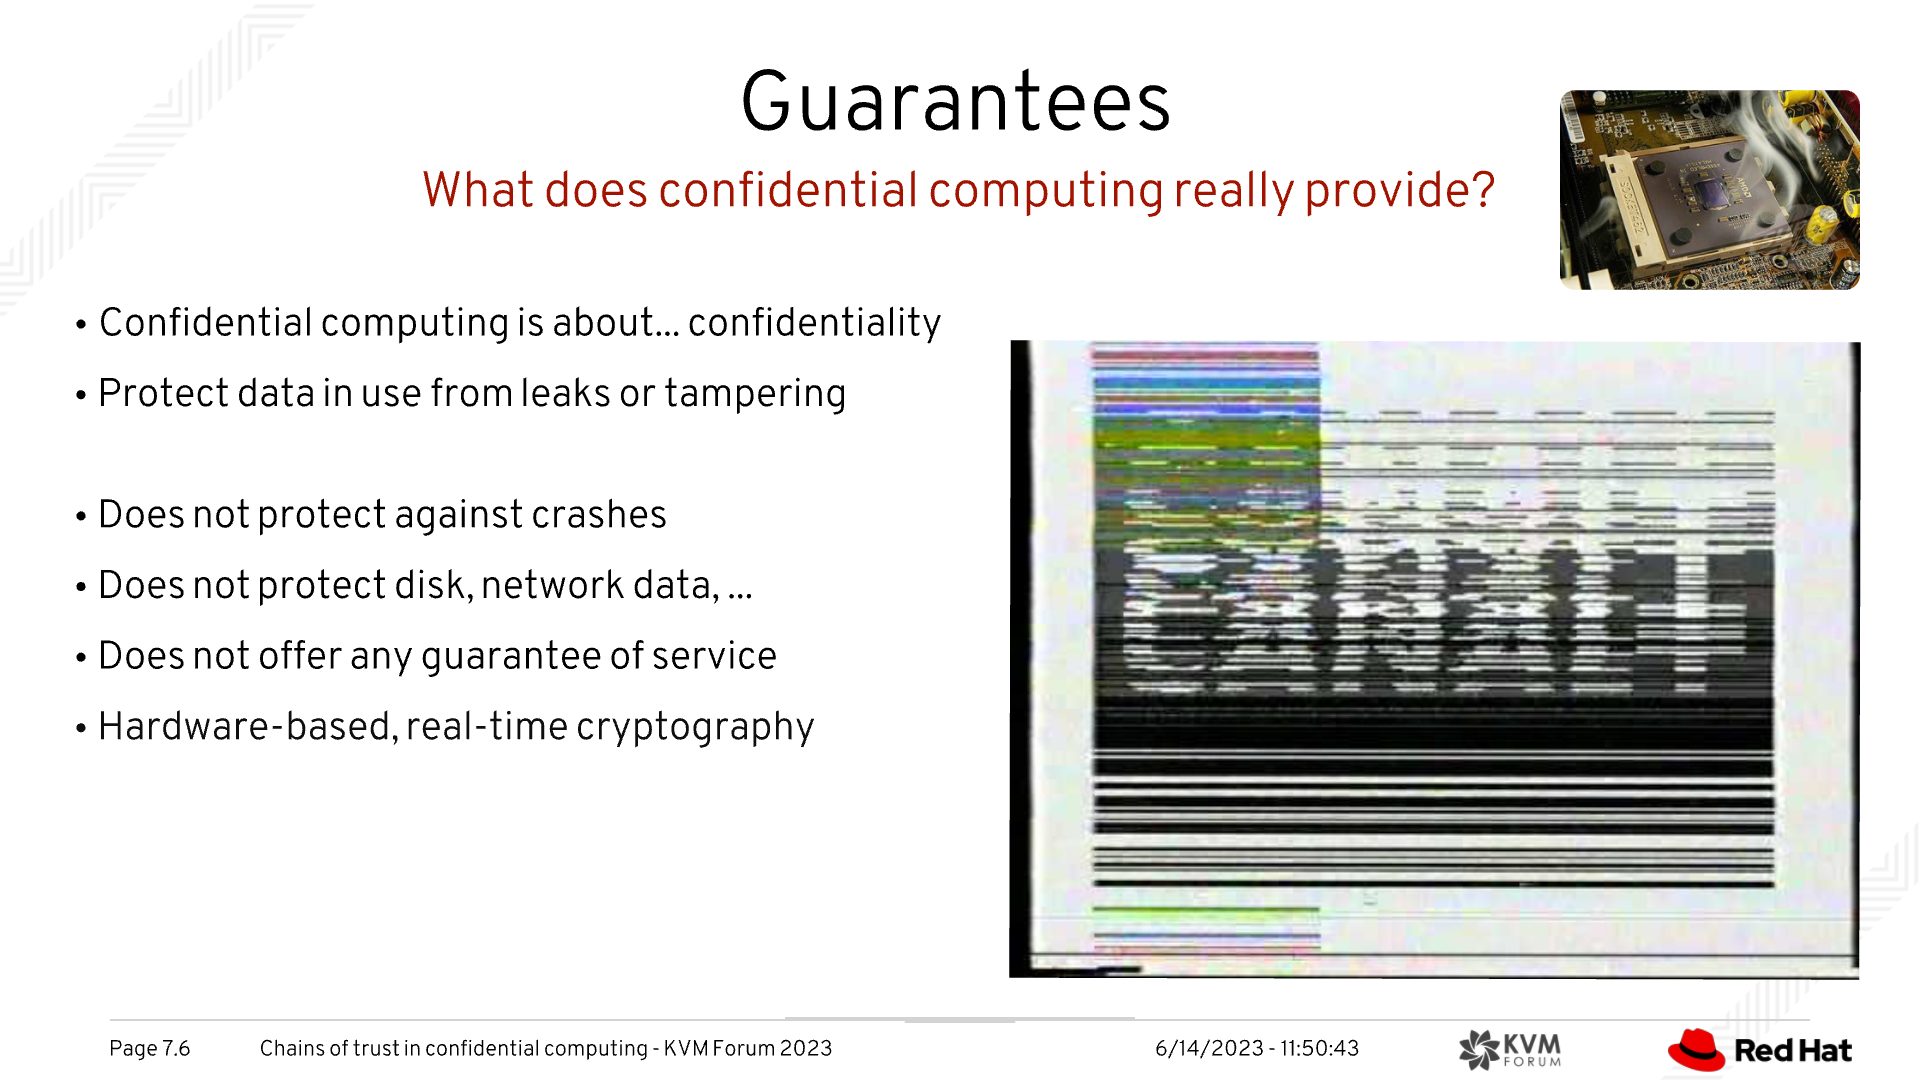 Guarantees
What does confidential computing really provide?
• Confidential computing is about... confidentiality
• Protect data in use from leaks or tampering
• Does not protect against crashes
• Does not protect disk, network data, ...
• Does not offer any guarantee of service
• Hardware-based, real-time cryptography
Page 7.6
Chains of trust in confidential computing - KVM Forum 2023
6/14/2023 - 11:50:43
KVM
FORUM
Red Hat